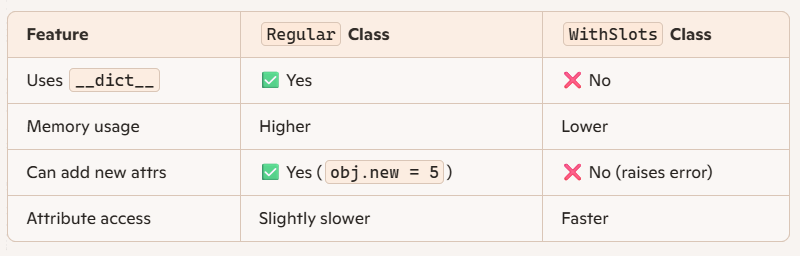 Feature Regular Class WithSlots Class
Uses __dict__ ✅ Yes ❌ No
Memory usage Higher Lower
Can add new attrs ✅ Yes (obj.new = 5) ❌ No (raises error)
Attribute access Slightly slower Faster